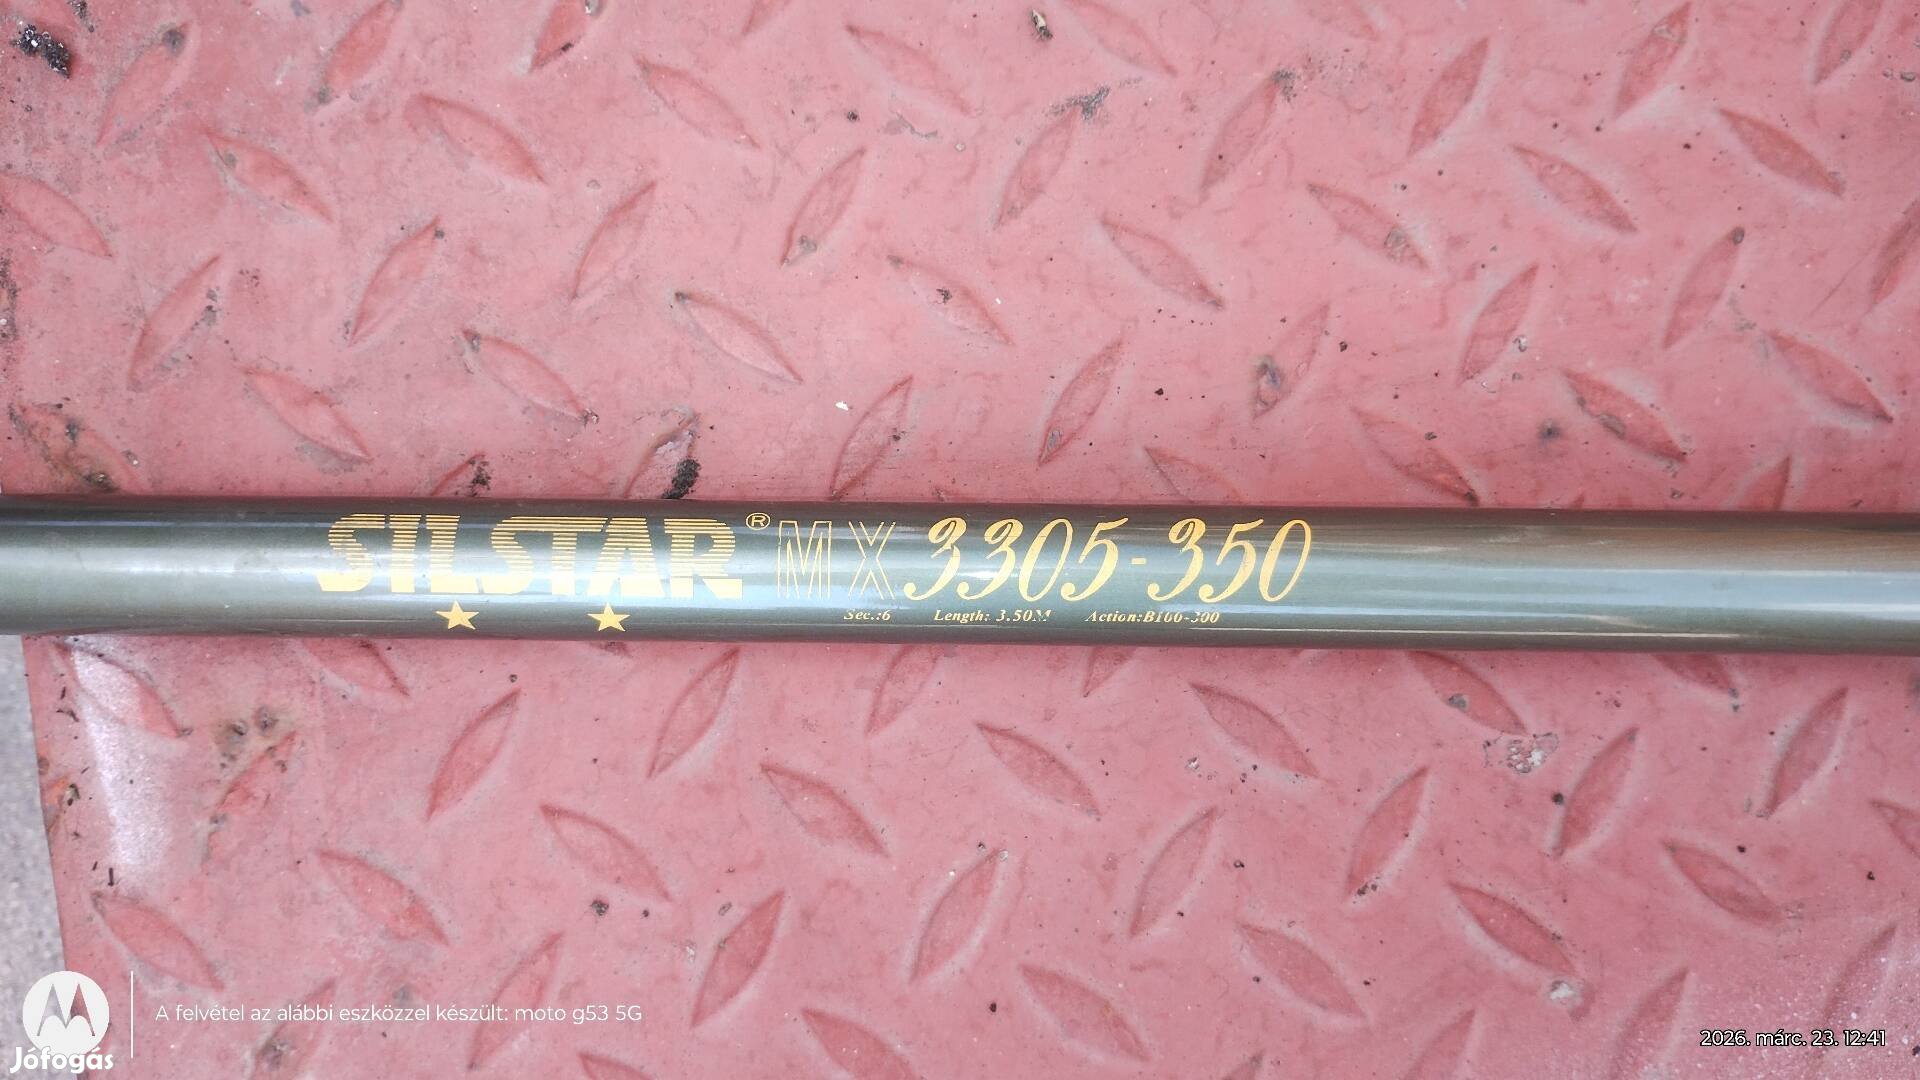 SILSTAR® MX 3305-350
Sec.:6 Length: 3.50M Action:B160-300
A felvétel az alábbi eszközzel készült: moto g53 5G
Jófogás
2026. márc. 23. 12:41